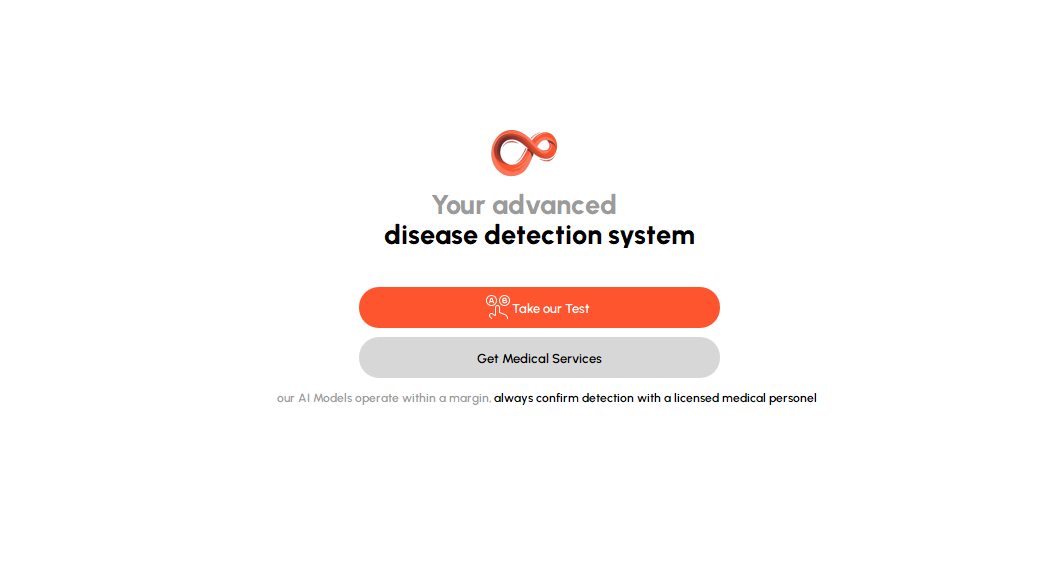 Your advanced
disease detection system
A B Take our Test
Get Medical Services
our AI Models operate within a margin, always confirm detection with a licensed medical personel